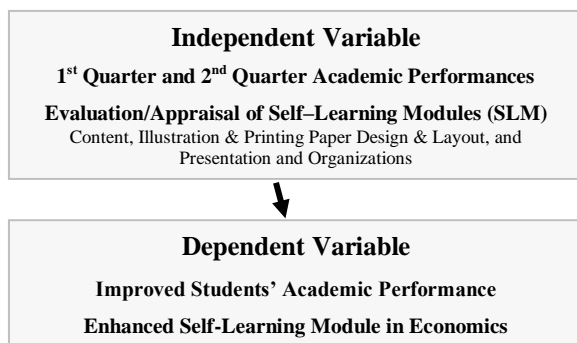 Independent Variable
1st Quarter and 2nd Quarter Academic Performances
Evaluation/Appraisal of Self–Learning Modules (SLM)
Content, Illustration & Printing Paper Design & Layout, and
Presentation and Organizations
Dependent Variable
Improved Students’ Academic Performance
Enhanced Self-Learning Module in Economics